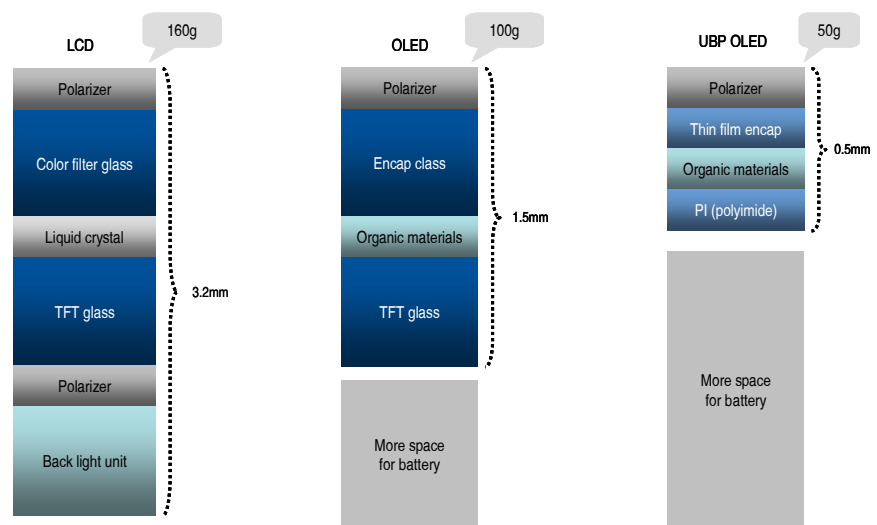 LCD
160g
Polarizer
Color filter glass
Liquid crystal
TFT glass
Polarizer
Back light unit
3.2mm
OLED
100g
Polarizer
Encap class
Organic materials
TFT glass
1.5mm
More space
for battery
UBP OLED
50g
Polarizer
Thin film encap
Organic materials
PI (polyimide)
0.5mm
More space
for battery